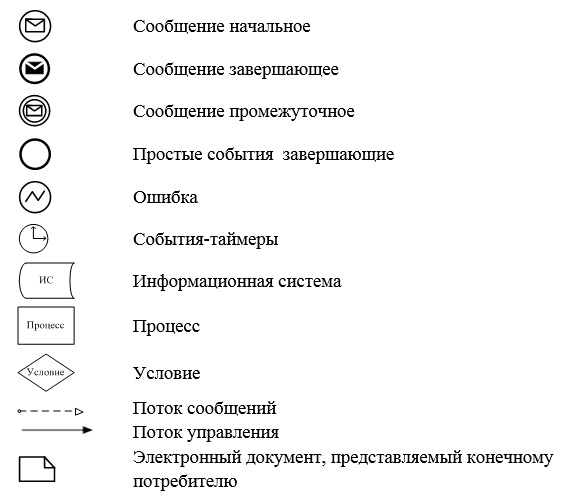 Сообщение начальное
Сообщение завершающее
Сообщение промежуточное
Простые события завершающие
Ошибка
События-таймеры
ИС
Информационная система
Процесс
Процесс
Условие
Условие
Поток сообщений
Поток управления
Электронный документ, представляемый конечному
потребителю